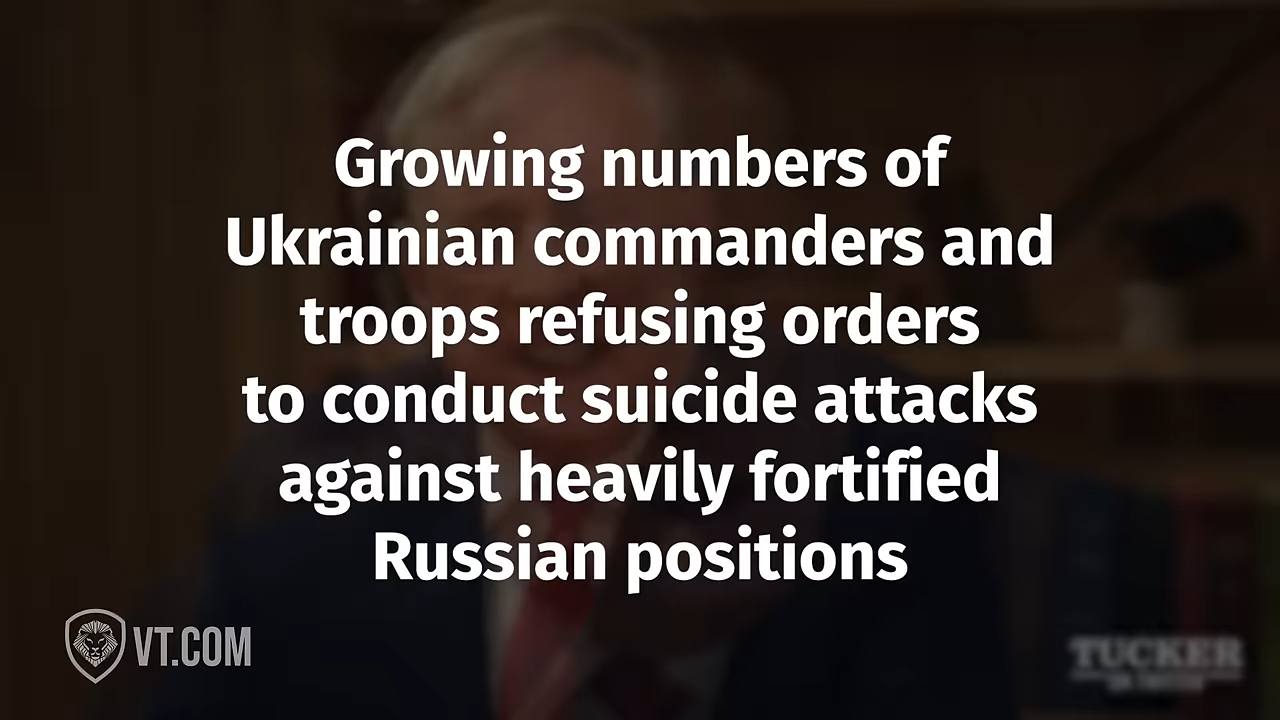 Growing numbers of
Ukrainian commanders and
troops refusing orders
to conduct suicide attacks
against heavily fortified
Russian positions
VT.COM
TUCKER